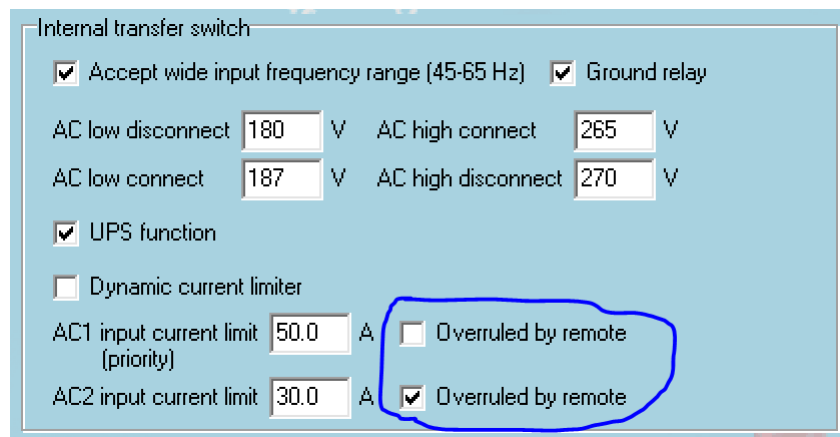 Internal transfer switch
Accept wide input frequency range (45-65 Hz) Ground relay
AC low disconnect 180 V AC high connect 265 V
AC low connect 187 V AC high disconnect 270 V
UPS function
Dynamic current limiter
AC1 input current limit 50.0 A Overruled by remote
(priority)
AC2 input current limit 30.0 A Overruled by remote